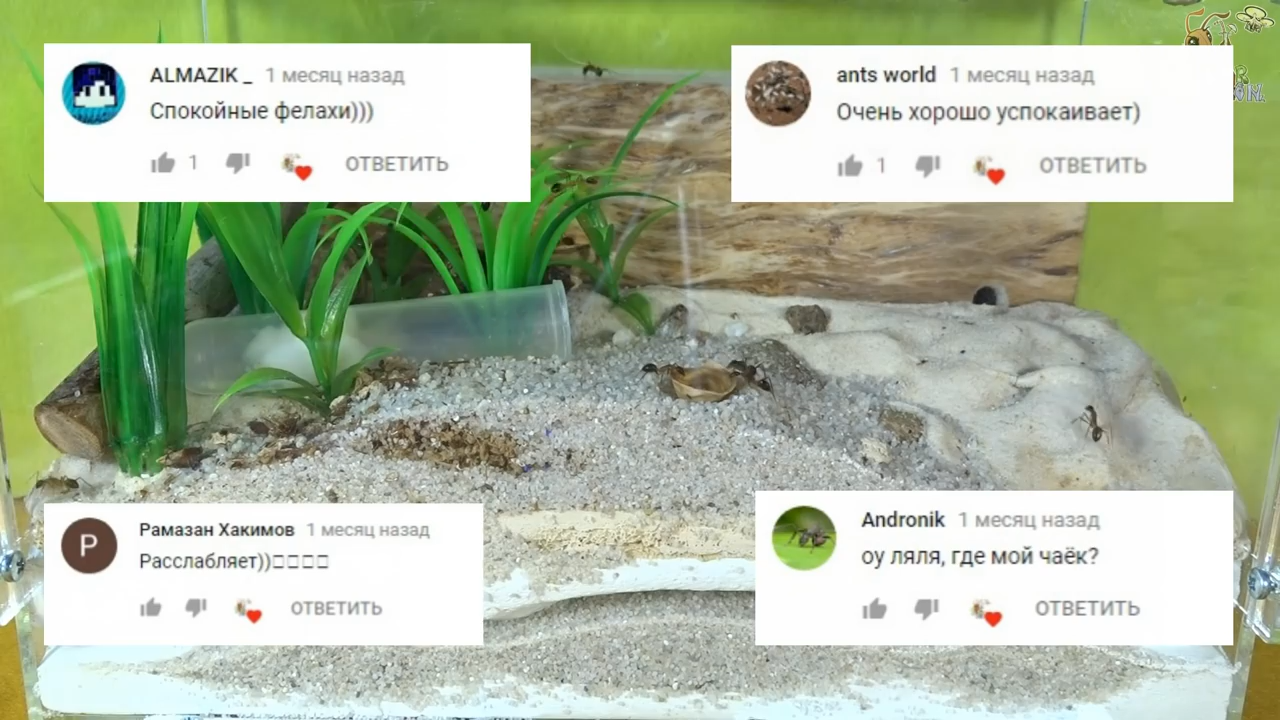 ALMAZIK _ 1 месяц назад
Спокойные фелахи)))
1 ОТВЕТИТЬ
ants world 1 месяц назад
Очень хорошо успокаивает)
1 ОТВЕТИТЬ
Р
Рамазан Хакимов 1 месяц назад
Расслабляет))□□□□
ОТВЕТИТЬ
Andronik 1 месяц назад
оу ляля, где мой чаёк?
ОТВЕТИТЬ